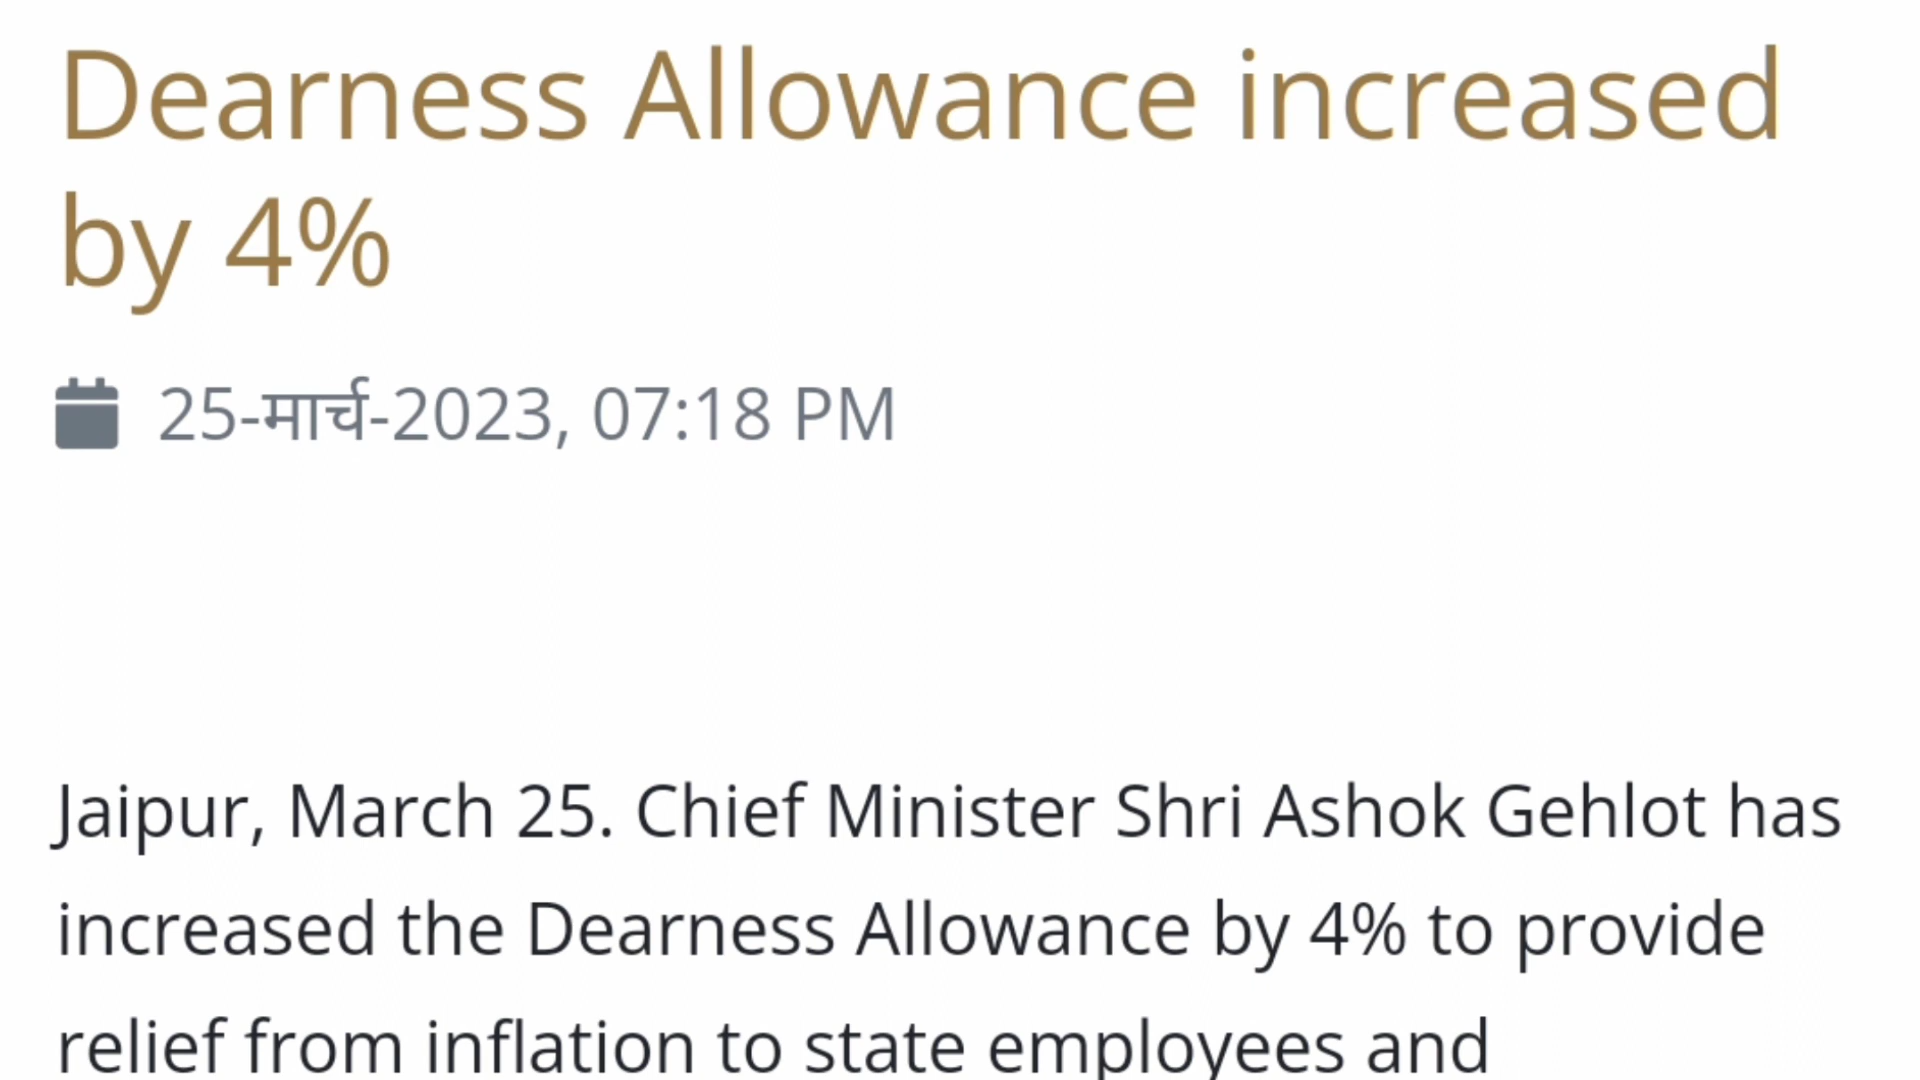 Dearness Allowance increased
by 4%
25-मार्च-2023, 07:18 PM
Jaipur, March 25. Chief Minister Shri Ashok Gehlot has
increased the Dearness Allowance by 4% to provide
relief from inflation to state employees and